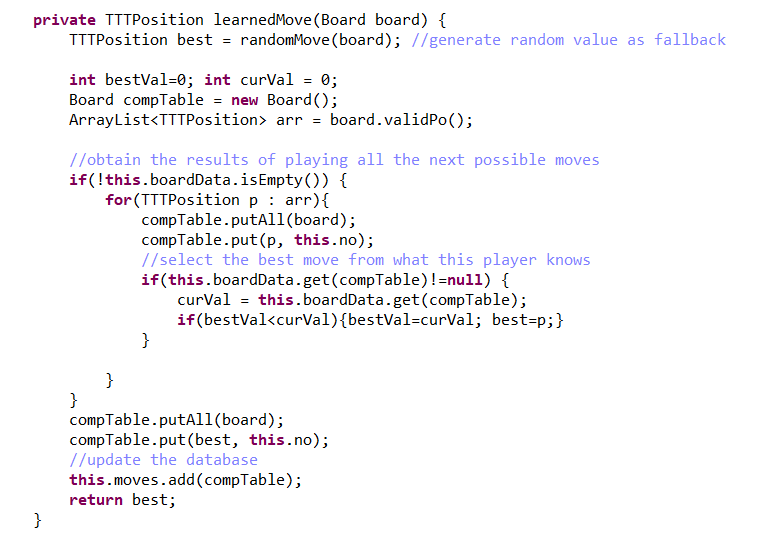 private TTTPosition learnedMove(Board board) {
    TTTPosition best = randomMove(board); //generate random value as fallback

    int bestVal=0; int curVal = 0;
    Board compTable = new Board();
    ArrayList<TTTPosition> arr = board.validPo();

    //obtain the results of playing all the next possible moves
    if(!this.boardData.isEmpty()) {
        for(TTTPosition p : arr){
            compTable.putAll(board);
            compTable.put(p, this.no);
            //select the best move from what this player knows
            if(this.boardData.get(compTable)!=null) {
                curVal = this.boardData.get(compTable);
                if(bestVal<curVal){bestVal=curVal; best=p;}
            }

        }
    }
    compTable.putAll(board);
    compTable.put(best, this.no);
    //update the database
    this.moves.add(compTable);
    return best;
}